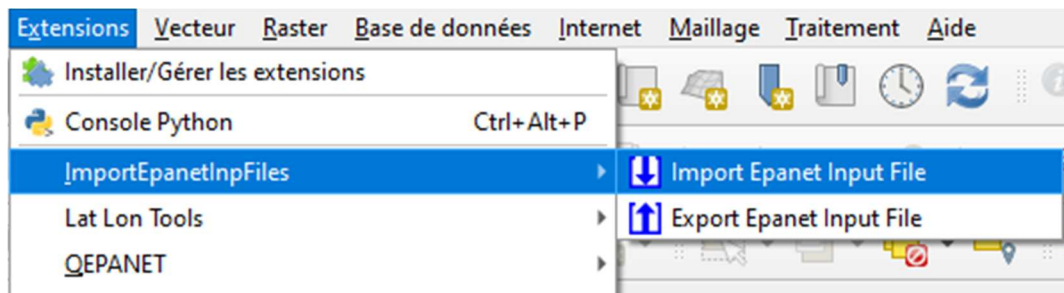 Extensions Vecteur Raster Base de données Internet Maillage Traitement Aide
Installer/Gérer les extensions
Console Python Ctrl+Alt+P
ImportEpanetInpFiles
Import Epanet Input File
Lat Lon Tools
Export Epanet Input File
QEPANET